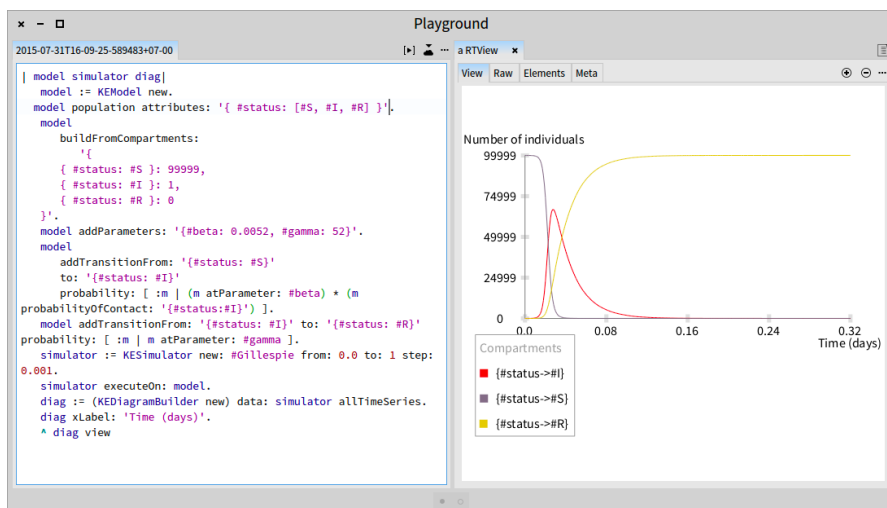 Playground
2015-07-31T16-09-25-589483+07-00
a RTView
| model simulator diag|
model := KEModel new.
model population attributes: '{ #status: [#S, #I, #R] }'.
model
buildFromCompartments:
'{
{ #status: #S }: 99999,
{ #status: #I }: 1,
{ #status: #R }: 0
}'.
model addParameters: '{#beta: 0.0052, #gamma: 52}'.
model
addTransitionFrom: '{#status: #S}'
to: '{#status: #I}'
probability: [ :m | (m atParameter: #beta) * (m
probabilityOfContact: '{#status:#I}') ].
model addTransitionFrom: '{#status: #I}' to: '{#status: #R}'
probability: [ :m | m atParameter: #gamma ].
simulator := KESimulator new: #Gillespie from: 0.0 to: 1 step:
0.001.
simulator executeOn: model.
diag := (KEDiagramBuilder new) data: simulator allTimeSeries.
diag xLabel: 'Time (days)'.
^ diag view
View Raw Elements Meta
Number of individuals
99999
74999
49999
24999
0
0.0 0.08 0.16 0.24 0.32
Time (days)
Compartments
{#status->#I}
{#status->#S}
{#status->#R}